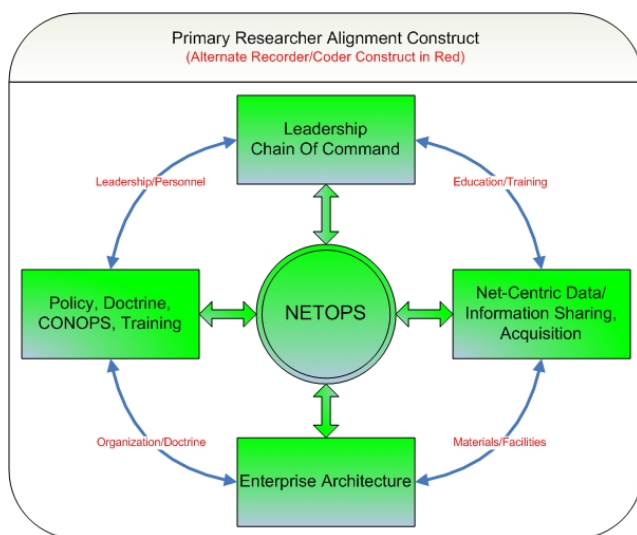 Primary Researcher Alignment Construct
(Alternate Recorder/Coder Construct in Red)
Leadership
Chain Of Command
Leadership/Personnel
Education/Training
Policy, Doctrine,
CONOPS, Training
NETOPS
Net-Centric Data/
Information Sharing,
Acquisition
Organization/Doctrine
Materials/Facilities
Enterprise Architecture